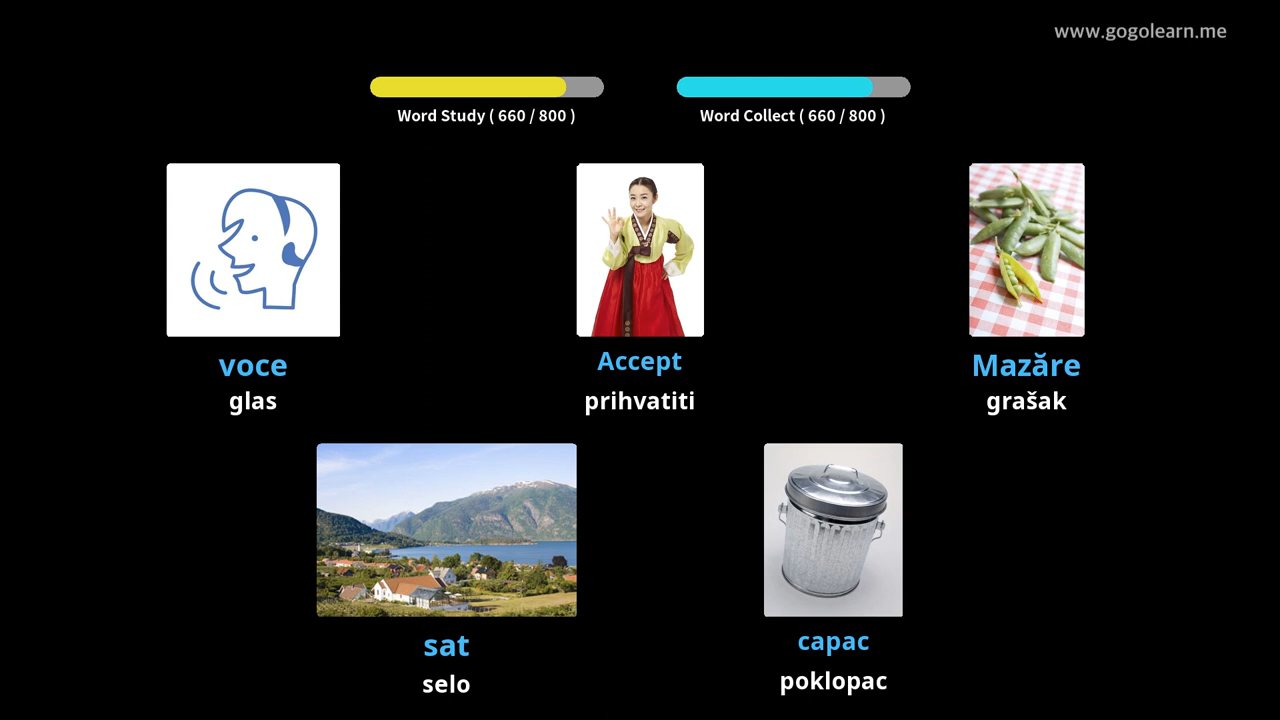 www.gogolearn.me
Word Study ( 660 / 800 )
Word Collect ( 660 / 800 )
voce
glas
Accept
prihvatiti
Mazăre
grašak
sat
selo
capac
poklopac